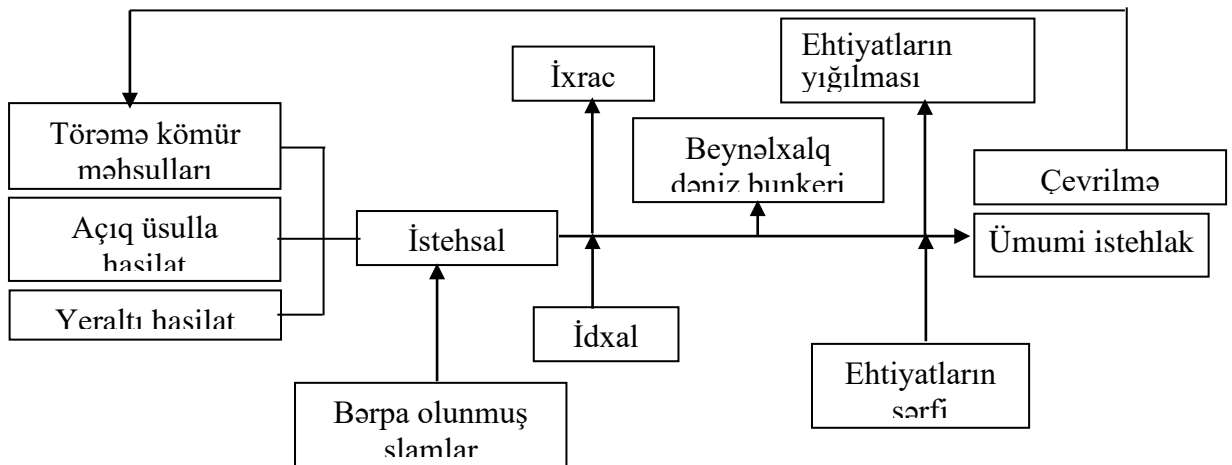 Ehtiyatların
yığılması
İxrac
Törəmə kömür
məhsulları
Beynəlxalq
dəniz bunkeri
Çevrilmə
Açıq üsulla
hasilat
İstehsal
Ümumi istehlak
Yeraltı hasilat
İdxal
Ehtiyatların
sərfi
Bərpa olunmuş
şlamlar